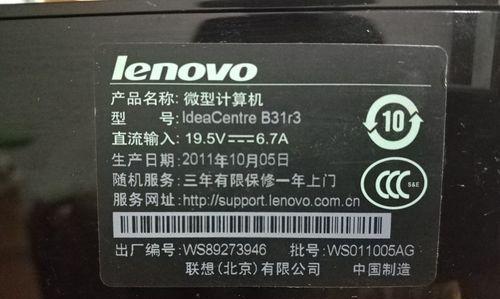 lenovo
产品名称: 微型计算机
型 号: IdeaCentre B31r3
直流输入: 19.5V⎓6.7A
生产日期: 2011年10月05日
随机服务: 三年有限保修一年上门
服务网址: http://support.lenovo.com.cn
出厂编号: WS89273946 批号: WS011005AG
联想(北京)有限公司 中国制造
10
CCC
S&E